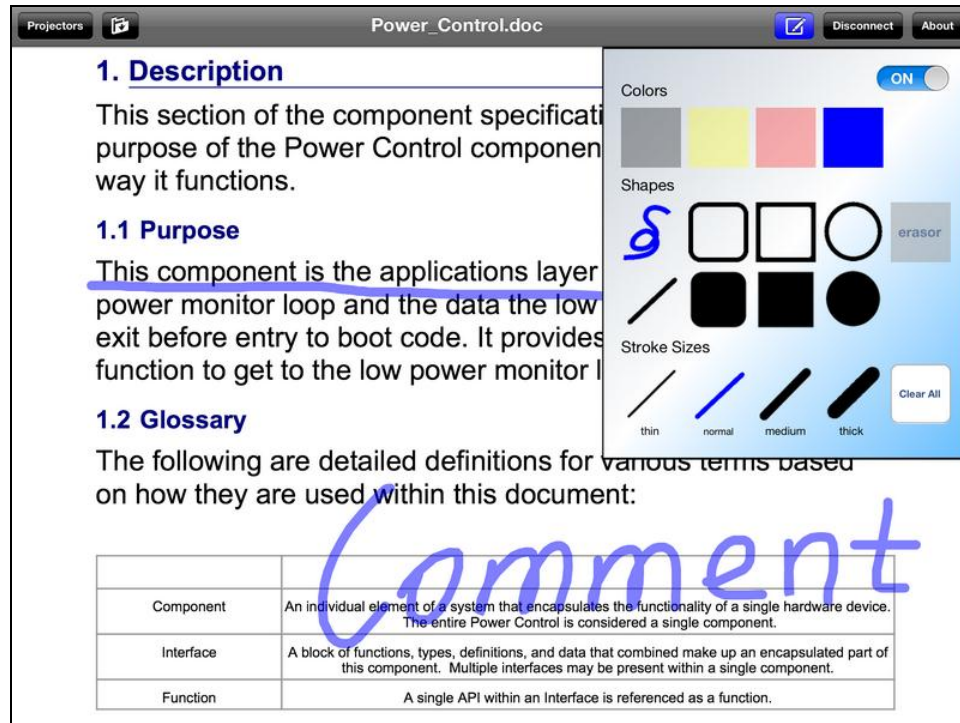 Projectors Power_Control.doc Disconnect About
1. Description
This section of the component specificati
purpose of the Power Control componen
way it functions.
1.1 Purpose
This component is the applications layer
power monitor loop and the data the low
exit before entry to boot code. It provides
function to get to the low power monitor l
1.2 Glossary
The following are detailed definitions for various terms based
on how they are used within this document:
Comment
Component An individual element of a system that encapsulates the functionality of a single hardware device.
The entire Power Control is considered a single component.
Interface A block of functions, types, definitions, and data that combined make up an encapsulated part of
this component. Multiple interfaces may be present within a single component.
Function A single API within an Interface is referenced as a function.
ON
Colors
Shapes
erasor
Stroke Sizes
Clear All
thin normal medium thick